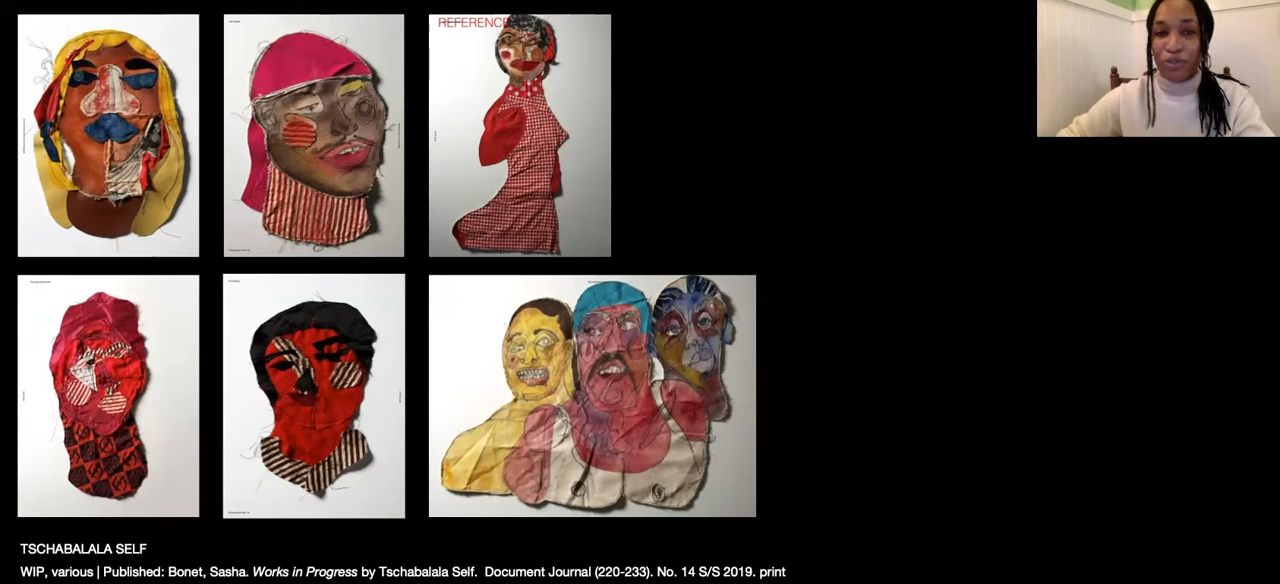 REFERENCE
TSCHABALALA SELF
WIP, various | Published: Bonet, Sasha. Works in Progress by Tschabalala Self. Document Journal (220-233). No. 14 S/S 2019. print